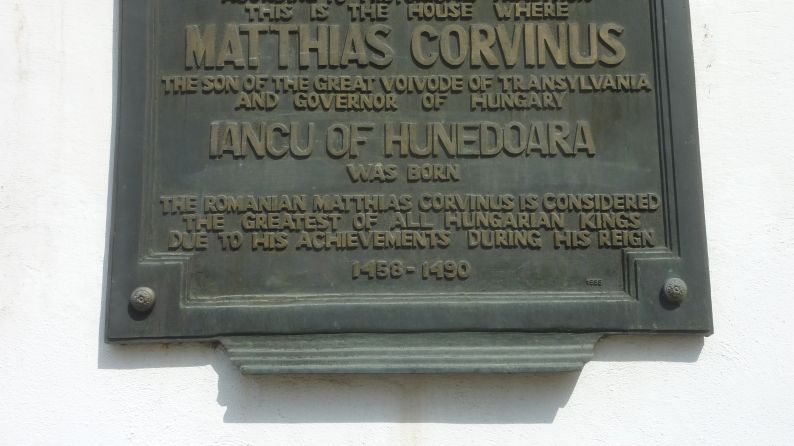 THIS IS THE HOUSE WHERE
MATTHIAS CORVINUS
THE SON OF THE GREAT VOIVODE OF TRANSYLVANIA
AND GOVERNOR OF HUNGARY
IANCU OF HUNEDOARA
WAS BORN
THE ROMANIAN MATTHIAS CORVINUS IS CONSIDERED
THE GREATEST OF ALL HUNGARIAN KINGS
DUE TO HIS ACHIEVEMENTS DURING HIS REIGN
1458-1490